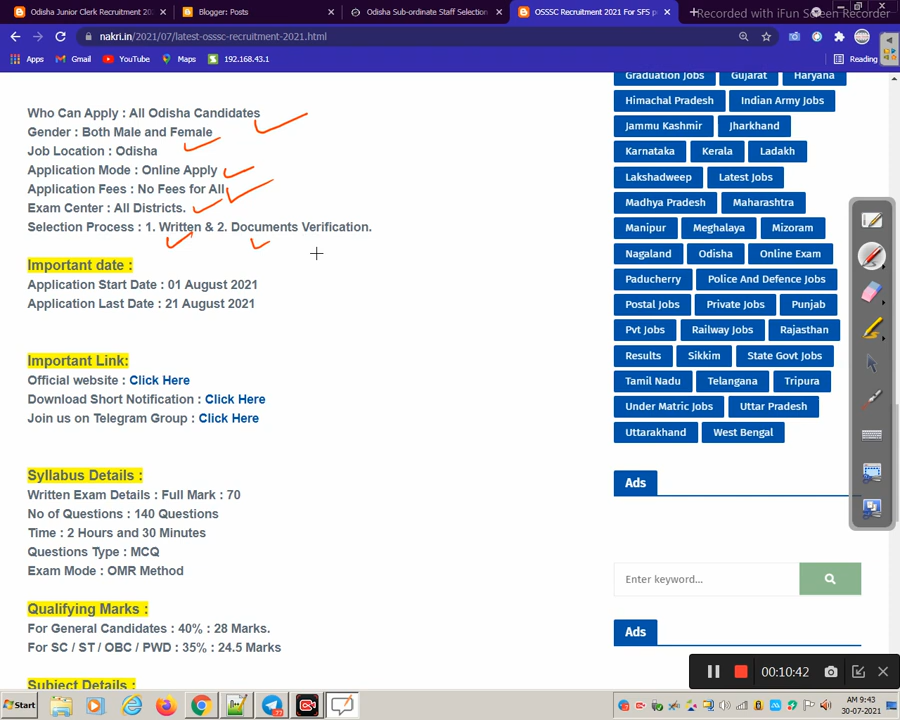 Odisha Junior Clerk Recruitment 2
Blogger: Posts
Odisha Sub-ordinate Staff Selection
OSSSC Recruitment 2021 For SFS p
Recorded with iFun Screen Recorder
nakri.in/2021/07/latest-osssc-recruitment-2021.html
Apps
Gmail
YouTube
Maps
192.168.43.1
Reading
Who Can Apply : All Odisha Candidates
Gender : Both Male and Female
Job Location : Odisha
Application Mode : Online Apply
Application Fees : No Fees for All
Exam Center : All Districts.
Selection Process : 1. Written & 2. Documents Verification.
Important date :
Application Start Date : 01 August 2021
Application Last Date : 21 August 2021
Important Link:
Official website : Click Here
Download Short Notification : Click Here
Join us on Telegram Group : Click Here
Syllabus Details :
Written Exam Details : Full Mark : 70
No of Questions : 140 Questions
Time : 2 Hours and 30 Minutes
Questions Type : MCQ
Exam Mode : OMR Method
Qualifying Marks :
For General Candidates : 40% : 28 Marks.
For SC / ST / OBC / PWD : 35% : 24.5 Marks
Subject Details :
Graduation Jobs Gujarat Haryana
Himachal Pradesh Indian Army Jobs
Jammu Kashmir Jharkhand
Karnataka Kerala Ladakh
Lakshadweep Latest Jobs
Madhya Pradesh Maharashtra
Manipur Meghalaya Mizoram
Nagaland Odisha Online Exam
Paducherry Police And Defence Jobs
Postal Jobs Private Jobs Punjab
Pvt Jobs Railway Jobs Rajasthan
Results Sikkim State Govt Jobs
Tamil Nadu Telangana Tripura
Under Matric Jobs Uttar Pradesh
Uttarakhand West Bengal
Ads
Enter keyword...
Ads
00:10:42
Start
AM 9:43
30-07-2021